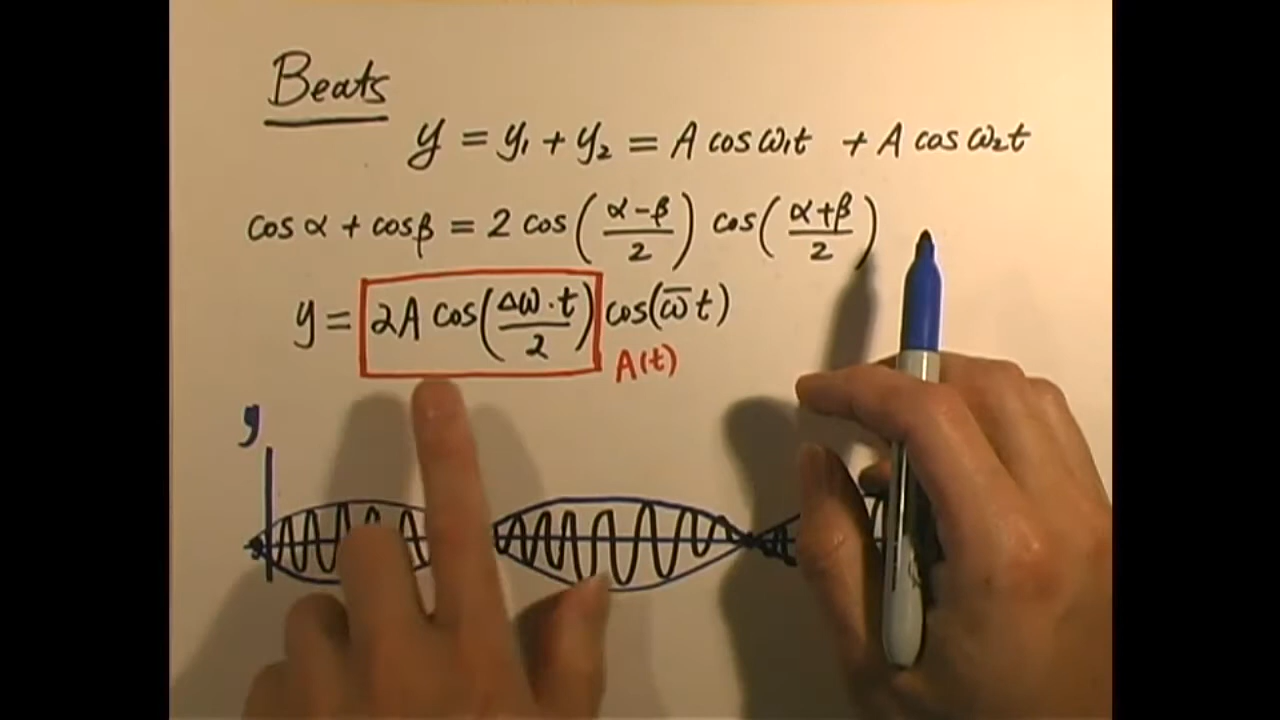 Beats
y = y₁ + y₂ = A cos ω₁t + A cos ω₂t
cos α + cos β = 2 cos((α-β)/2) cos((α+β)/2)
y = 2A cos((Δω·t)/2) cos(ω̄t)
A(t)
y